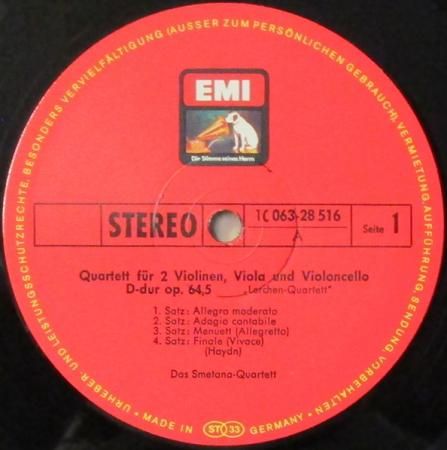 URHEBER- UND LEISTUNGSSCHUTZRECHTE, BESONDERS VERVIELFÄLTIGUNG (AUSSER ZUM PERSÖNLICHEN GEBRAUCH), VERMIETUNG, AUFFÜHRUNG, SENDUNG VORBEHALTEN
EMI
Die Stimme seines Herrn
STEREO
1C 063-28 516
Seite 1
A
Quartett für 2 Violinen, Viola und Violoncello
D-dur op. 64,5 „Lerchen-Quartett"
1. Satz: Allegro moderato
2. Satz: Adagio cantabile
3. Satz: Menuett (Allegretto)
4. Satz: Finale (Vivace)
(Haydn)
Das Smetana-Quartett
• MADE IN ST 33 GERMANY •